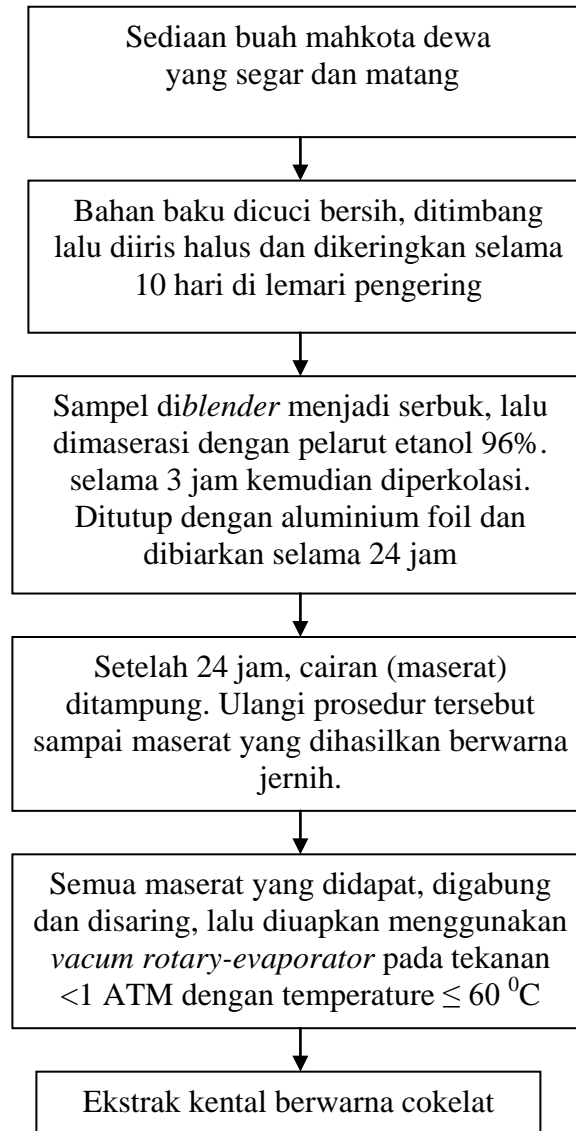 Sediaan buah mahkota dewa
yang segar dan matang
Bahan baku dicuci bersih, ditimbang
lalu diiris halus dan dikeringkan selama
10 hari di lemari pengering
Sampel diblender menjadi serbuk, lalu
dimaserasi dengan pelarut etanol 96%.
selama 3 jam kemudian diperkolasi.
Ditutup dengan aluminium foil dan
dibiarkan selama 24 jam
Setelah 24 jam, cairan (maserat)
ditampung. Ulangi prosedur tersebut
sampai maserat yang dihasilkan berwarna
jernih.
Semua maserat yang didapat, digabung
dan disaring, lalu diuapkan menggunakan
vacum rotary-evaporator pada tekanan
<1 ATM dengan temperature ≤ 60 ⁰C
Ekstrak kental berwarna cokelat